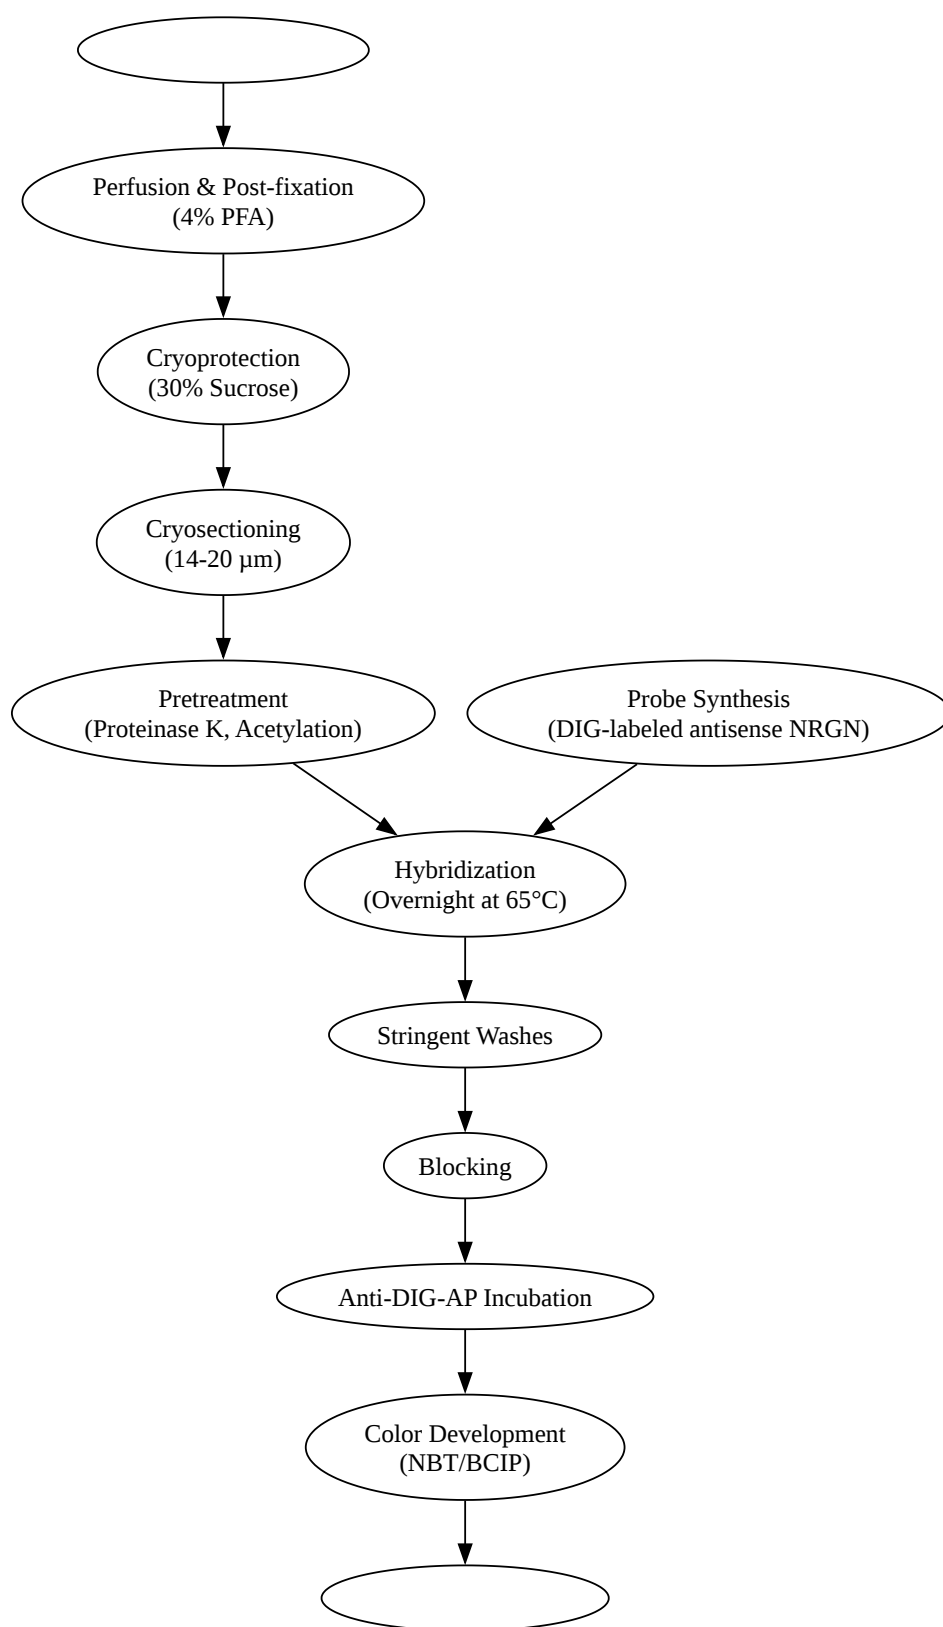 Perfusion & Post-fixation
(4% PFA)
Cryoprotection
(30% Sucrose)
Cryosectioning
(14-20 µm)
Pretreatment
(Proteinase K, Acetylation)
Probe Synthesis
(DIG-labeled antisense NRGN)
Hybridization
(Overnight at 65°C)
Stringent Washes
Blocking
Anti-DIG-AP Incubation
Color Development
(NBT/BCIP)